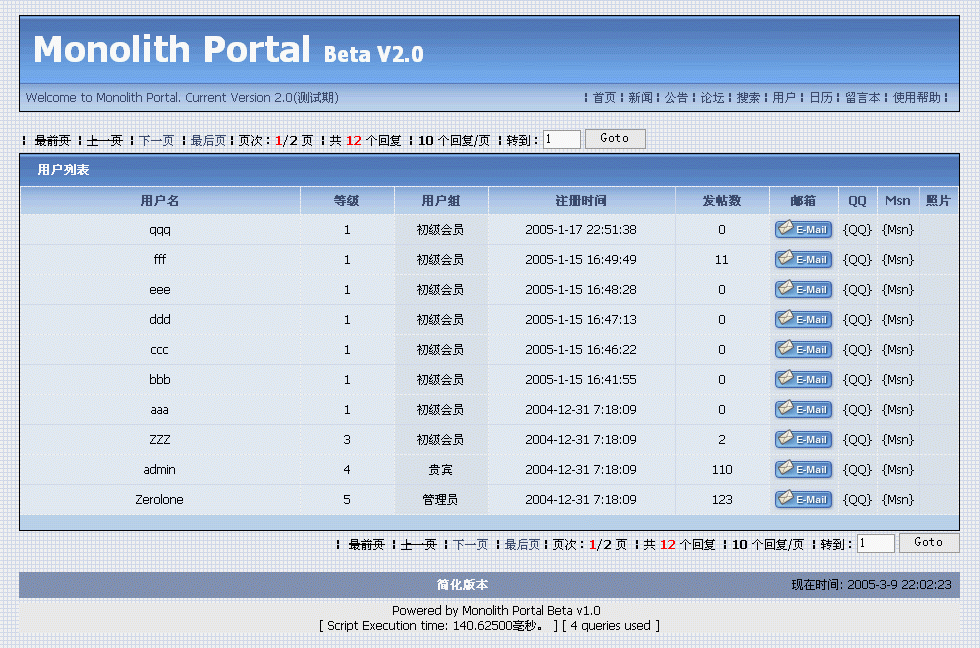 Monolith Portal Beta V2.0
Welcome to Monolith Portal. Current Version 2.0(测试期) ¦ 首页 ¦ 新闻 ¦ 公告 ¦ 论坛 ¦ 搜索 ¦ 用户 ¦ 日历 ¦ 留言本 ¦ 使用帮助 ¦
¦ 最前页 ¦ 上一页 ¦ 下一页 ¦ 最后页 ¦ 页次：1/2 页 ¦ 共 12 个回复 ¦ 10 个回复/页 ¦ 转到： 1 Goto
用户列表
用户名 等级 用户组 注册时间 发帖数 邮箱 QQ Msn 照片
qqq 1 初级会员 2005-1-17 22:51:38 0 E-Mail {QQ} {Msn}
fff 1 初级会员 2005-1-15 16:49:49 11 E-Mail {QQ} {Msn}
eee 1 初级会员 2005-1-15 16:48:28 0 E-Mail {QQ} {Msn}
ddd 1 初级会员 2005-1-15 16:47:13 0 E-Mail {QQ} {Msn}
ccc 1 初级会员 2005-1-15 16:46:22 0 E-Mail {QQ} {Msn}
bbb 1 初级会员 2005-1-15 16:41:55 0 E-Mail {QQ} {Msn}
aaa 1 初级会员 2004-12-31 7:18:09 0 E-Mail {QQ} {Msn}
ZZZ 3 初级会员 2004-12-31 7:18:09 2 E-Mail {QQ} {Msn}
admin 4 贵宾 2004-12-31 7:18:09 110 E-Mail {QQ} {Msn}
Zerolone 5 管理员 2004-12-31 7:18:09 123 E-Mail {QQ} {Msn}
¦ 最前页 ¦ 上一页 ¦ 下一页 ¦ 最后页 ¦ 页次：1/2 页 ¦ 共 12 个回复 ¦ 10 个回复/页 ¦ 转到： 1 Goto
简化版本 现在时间: 2005-3-9 22:02:23
Powered by Monolith Portal Beta v1.0
[ Script Execution time: 140.62500毫秒。 ] [ 4 queries used ]